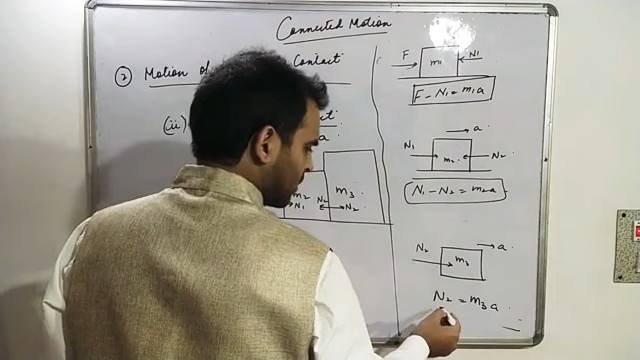 Connected Motion
2 Motion of Contact
(ii)
a
m2 m3
N1 N2 N2
F m1 N1
F - N1 = m1a
a
N1 m2 N2
N1 - N2 = m2a
a
N2 m3
N2 = m3a